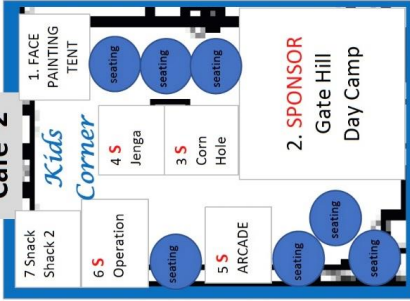 Cafe 2
1. FACE
PAINTING
TENT
seating
seating
seating
2. SPONSOR
Gate Hill
Day Camp
Kids
Corner
4 S
Jenga
3 S
Corn
Hole
7 Snack
Shack 2
6 S
Operation
seating
5 S
ARCADE
seating
seating
seating